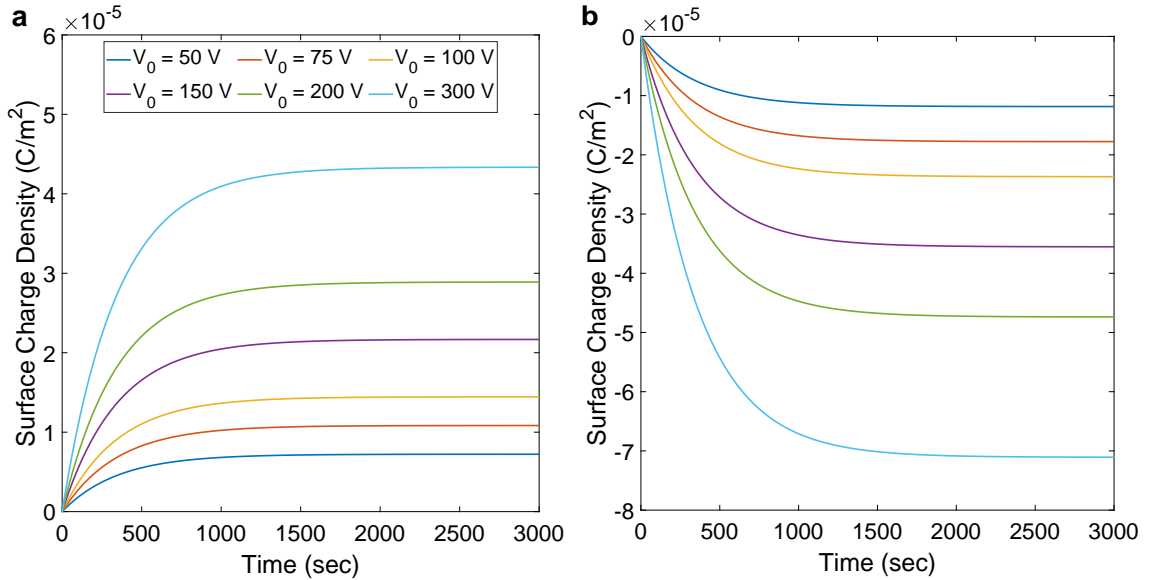 a
×10⁻⁵
6
5
4
3
2
1
0
Surface Charge Density (C/m²)
V₀ = 50 V V₀ = 75 V V₀ = 100 V
V₀ = 150 V V₀ = 200 V V₀ = 300 V
0 500 1000 1500 2000 2500 3000
Time (sec)
b
×10⁻⁵
0
-1
-2
-3
-4
-5
-6
-7
-8
Surface Charge Density (C/m²)
0 500 1000 1500 2000 2500 3000
Time (sec)